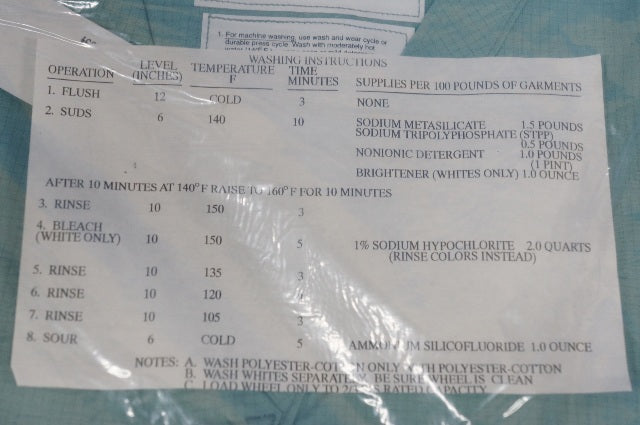 1. For machine washing, use wash and wear cycle or
durable press cycle. Wash with moderately hot
WASHING INSTRUCTIONS
OPERATION LEVEL (INCHES) TEMPERATURE F TIME MINUTES SUPPLIES PER 100 POUNDS OF GARMENTS
1. FLUSH 12 COLD 3 NONE
2. SUDS 6 140 10 SODIUM METASILICATE 1.5 POUNDS
SODIUM TRIPOLYPHOSPHATE (STPP)
0.5 POUNDS
NONIONIC DETERGENT 1.0 POUNDS
(1 PINT)
BRIGHTENER (WHITES ONLY) 1.0 OUNCE
AFTER 10 MINUTES AT 140°F RAISE TO 160°F FOR 10 MINUTES
3. RINSE 10 150 3
4. BLEACH
(WHITE ONLY) 10 150 5 1% SODIUM HYPOCHLORITE 2.0 QUARTS
(RINSE COLORS INSTEAD)
5. RINSE 10 135 3
6. RINSE 10 120
7. RINSE 10 105 3
8. SOUR 6 COLD 5 AMMONIUM SILICOFLUORIDE 1.0 OUNCE
NOTES: A. WASH POLYESTER-COTTON ONLY WITH POLYESTER-COTTON
B. WASH WHITES SEPARATELY. BE SURE WHEEL IS CLEAN
C. LOAD WHEEL ONLY TO RATED CAPACITY